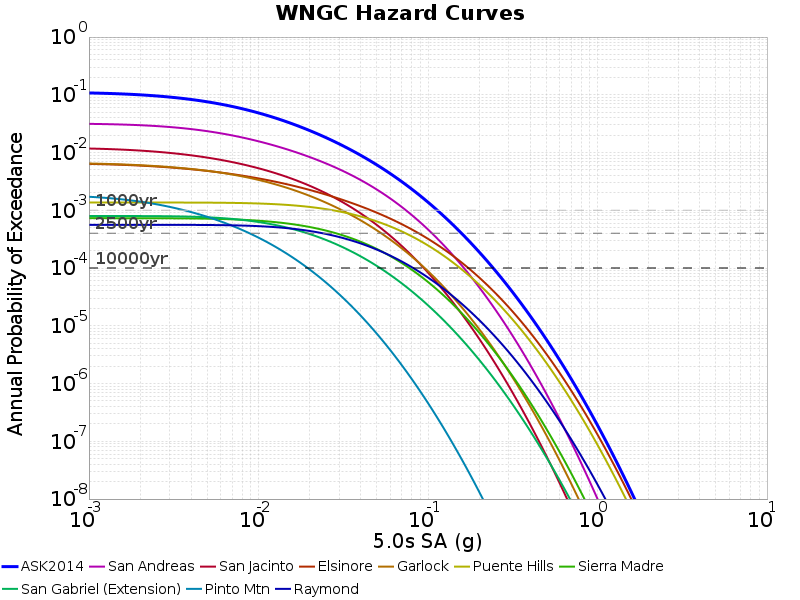 WNGC Hazard Curves
Annual Probability of Exceedance
10^0
10^-1
10^-2
10^-3
10^-4
10^-5
10^-6
10^-7
10^-8
1000yr
2500yr
10000yr
10^-3 10^-2 10^-1 10^0 10^1
5.0s SA (g)
ASK2014 San Andreas San Jacinto Elsinore Garlock Puente Hills Sierra Madre
San Gabriel (Extension) Pinto Mtn Raymond